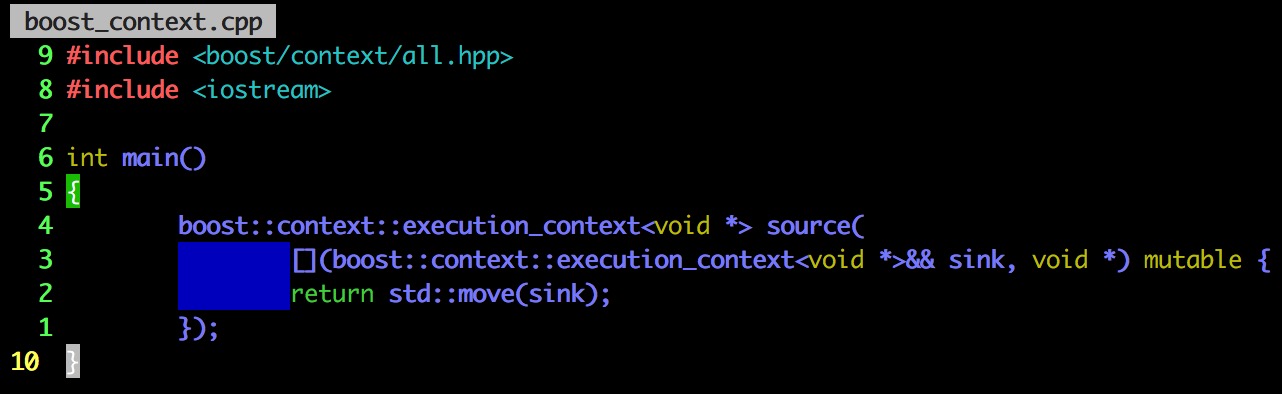 boost_context.cpp
9 #include <boost/context/all.hpp>
8 #include <iostream>
7
6 int main()
5 {
4 boost::context::execution_context<void *> source(
3 [](boost::context::execution_context<void *>&& sink, void *) mutable {
2 return std::move(sink);
1 });
10 }